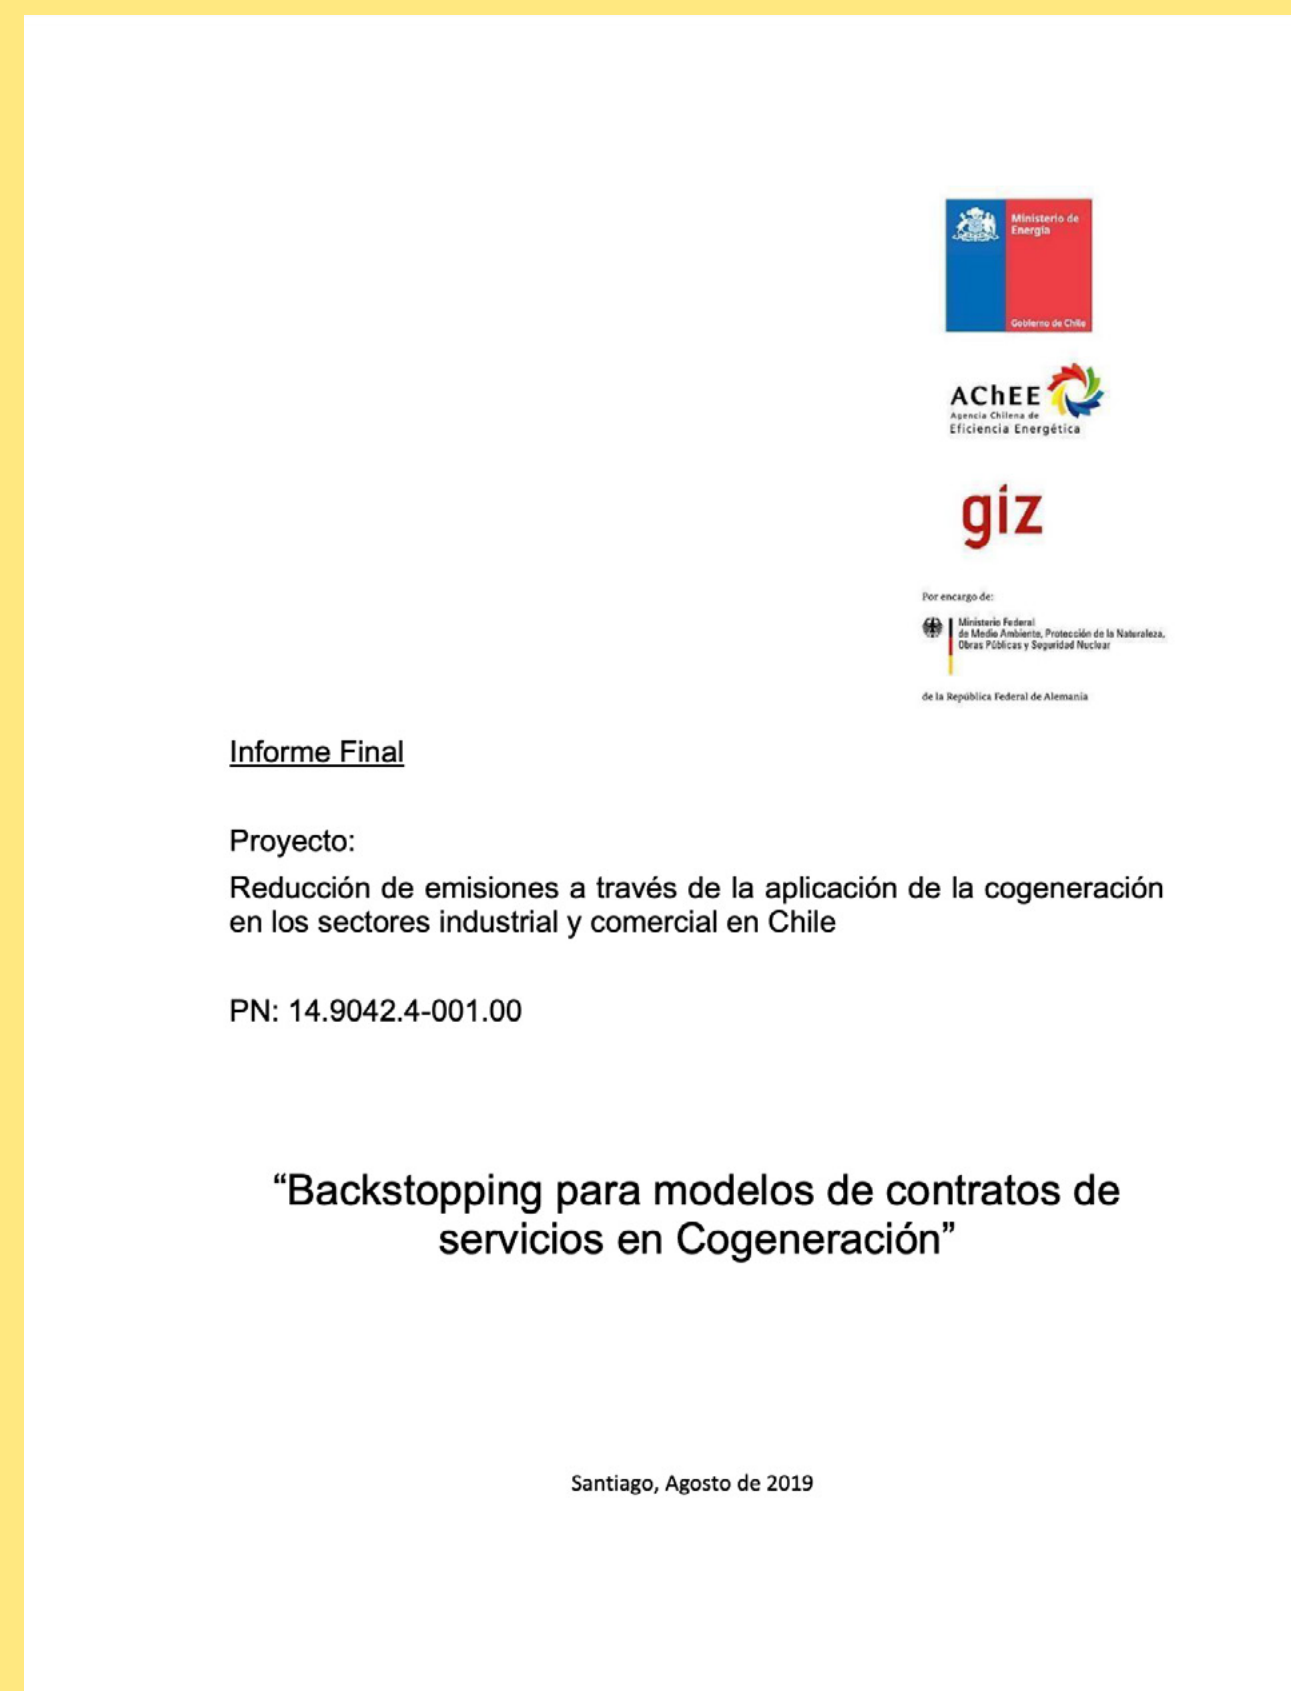 Ministerio de
Energía
Gobierno de Chile
AChEE
Agencia Chilena de
Eficiencia Energética
giz
Por encargo de:
Ministerio Federal
de Medio Ambiente, Protección de la Naturaleza,
Obras Públicas y Seguridad Nuclear
de la República Federal de Alemania
Informe Final
Proyecto:
Reducción de emisiones a través de la aplicación de la cogeneración
en los sectores industrial y comercial en Chile
PN: 14.9042.4-001.00
“Backstopping para modelos de contratos de
servicios en Cogeneración”
Santiago, Agosto de 2019